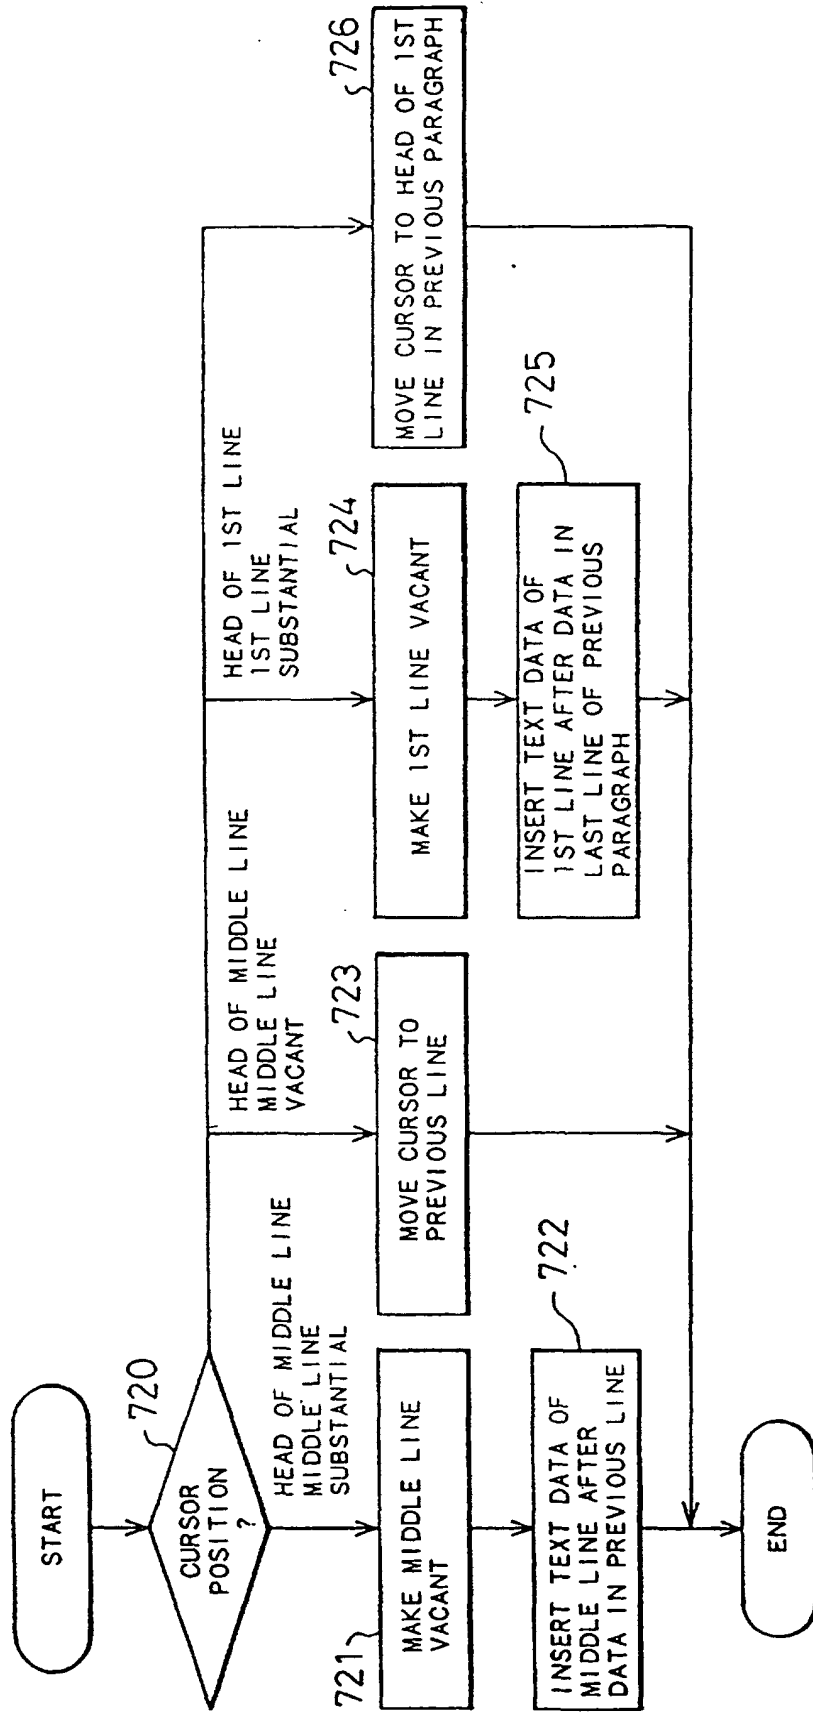 START
720
CURSOR
POSITION
?
HEAD OF MIDDLE LINE
MIDDLE LINE
SUBSTANTIAL
HEAD OF MIDDLE LINE
MIDDLE LINE
VACANT
HEAD OF 1ST LINE
1ST LINE
SUBSTANTIAL
721
MAKE MIDDLE LINE
VACANT
723
MOVE CURSOR TO
PREVIOUS LINE
724
MAKE 1ST LINE VACANT
726
MOVE CURSOR TO HEAD OF 1ST
LINE IN PREVIOUS PARAGRAPH
722
INSERT TEXT DATA OF
MIDDLE LINE AFTER
DATA IN PREVIOUS LINE
725
INSERT TEXT DATA OF
1ST LINE AFTER DATA IN
LAST LINE OF PREVIOUS
PARAGRAPH
END